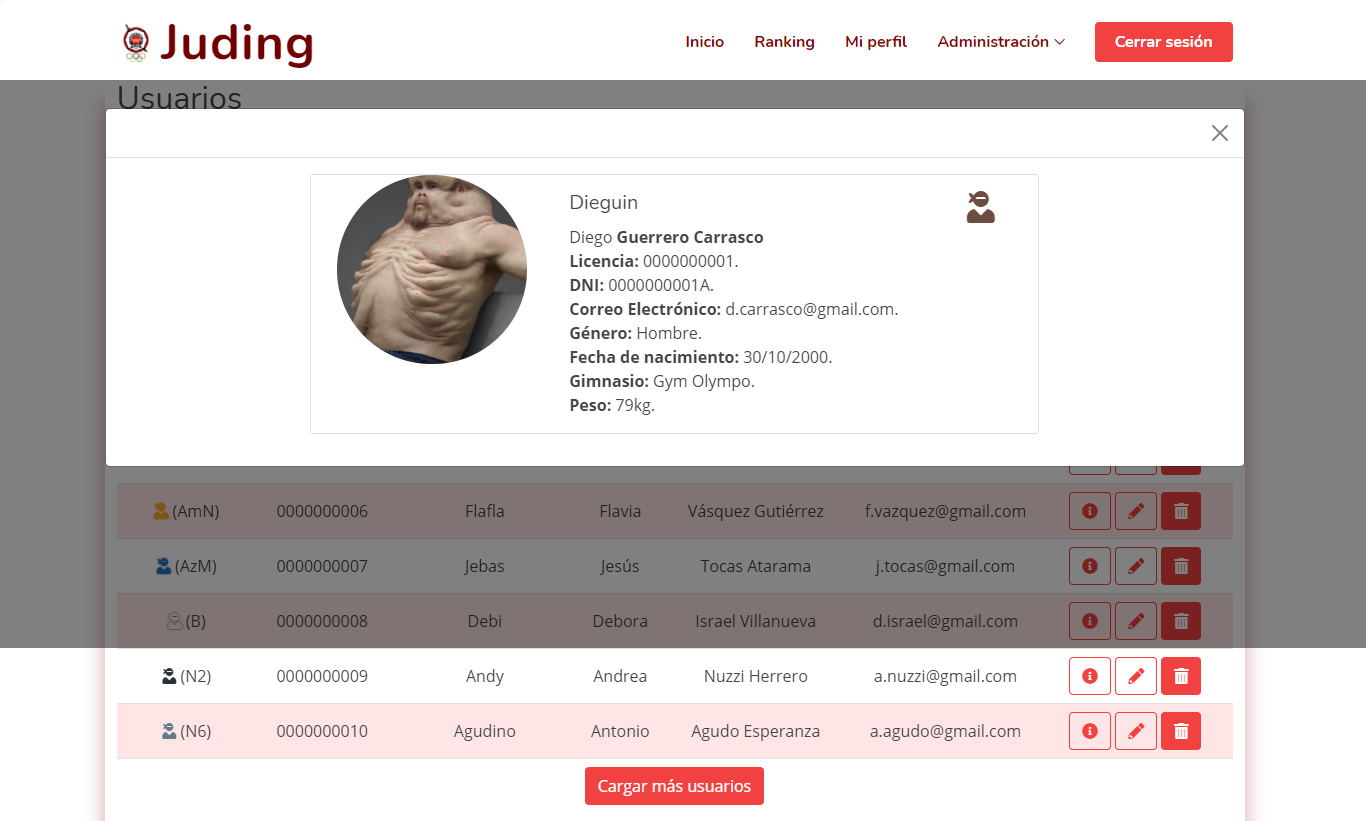 Juding
Inicio Ranking Mi perfil Administración Cerrar sesión
Usuarios
Dieguin
Diego Guerrero Carrasco
Licencia: 0000000001.
DNI: 0000000001A.
Correo Electrónico: d.carrasco@gmail.com.
Género: Hombre.
Fecha de nacimiento: 30/10/2000.
Gimnasio: Gym Olympo.
Peso: 79kg.
(AmN) 0000000006 Flafla Flavia Vásquez Gutiérrez f.vazquez@gmail.com
(AzM) 0000000007 Jebas Jesús Tocas Atarama j.tocas@gmail.com
(B) 0000000008 Debi Debora Israel Villanueva d.israel@gmail.com
(N2) 0000000009 Andy Andrea Nuzzi Herrero a.nuzzi@gmail.com
(N6) 0000000010 Agudino Antonio Agudo Esperanza a.agudo@gmail.com
Cargar más usuarios